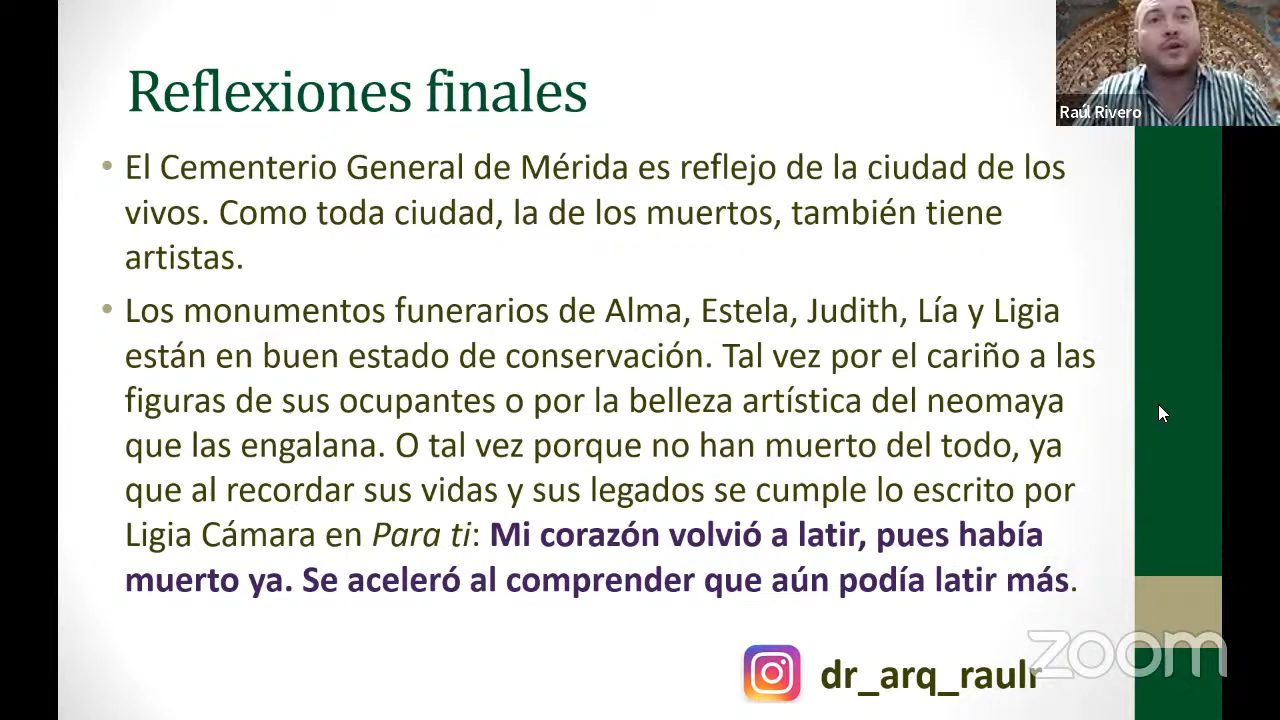 Reflexiones finales
Raúl Rivero
• El Cementerio General de Mérida es reflejo de la ciudad de los
vivos. Como toda ciudad, la de los muertos, también tiene
artistas.
• Los monumentos funerarios de Alma, Estela, Judith, Lía y Ligia
están en buen estado de conservación. Tal vez por el cariño a las
figuras de sus ocupantes o por la belleza artística del neomaya
que las engalana. O tal vez porque no han muerto del todo, ya
que al recordar sus vidas y sus legados se cumple lo escrito por
Ligia Cámara en Para ti: Mi corazón volvió a latir, pues había
muerto ya. Se aceleró al comprender que aún podía latir más.
dr_arq_raulr
zoom